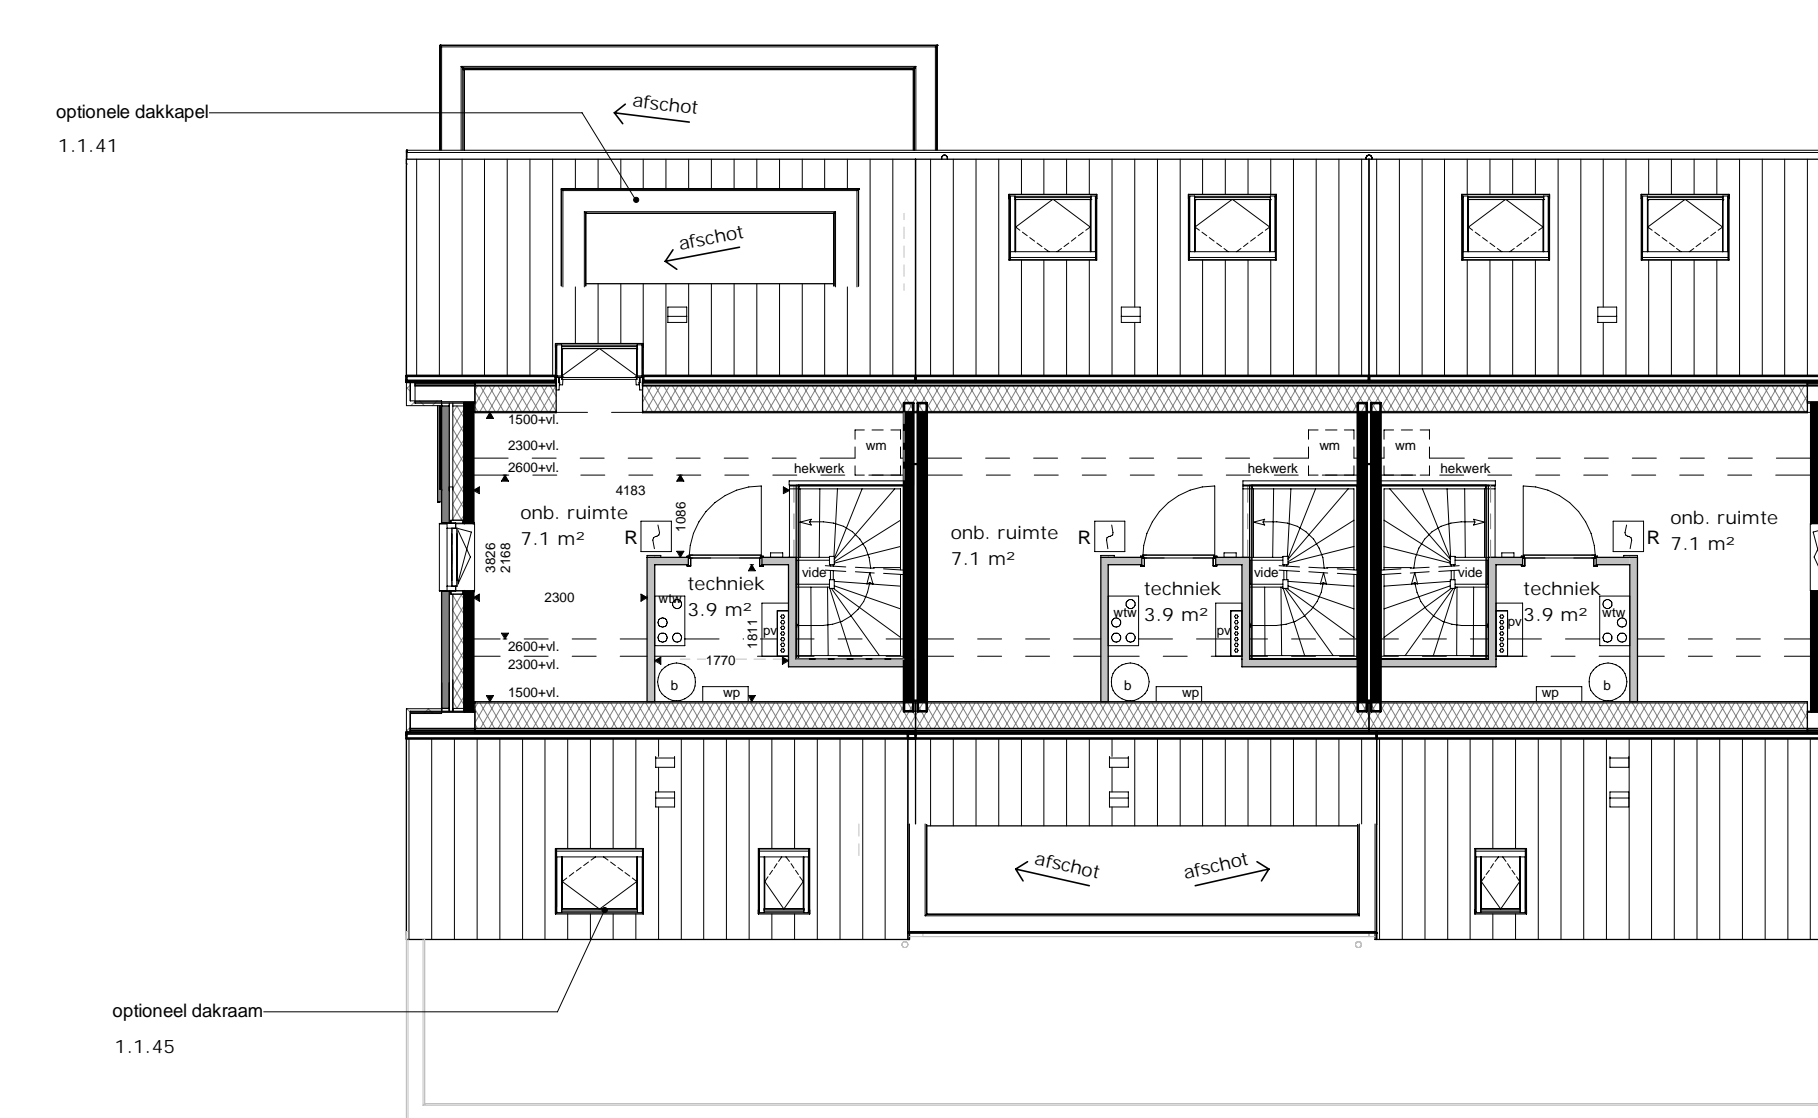 afschot
optionele dakkapel
1.1.41
afschot
1500+vl.
2300+vl.
2600+vl.
wm
hekwerk
4183
1086
onb. ruimte
7.1 m²
R
3826
2168
techniek
3.9 m²
vide
wtw
2300
1811
pv
2600+vl.
2300+vl.
1770
b
wp
1500+vl.
wm
hekwerk
onb. ruimte
7.1 m²
R
vide
techniek
3.9 m²
wtw
pv
b
wp
wm
hekwerk
onb. ruimte
7.1 m²
R
vide
techniek
3.9 m²
wtw
pv
wp
b
afschot
afschot
optioneel dakraam
1.1.45